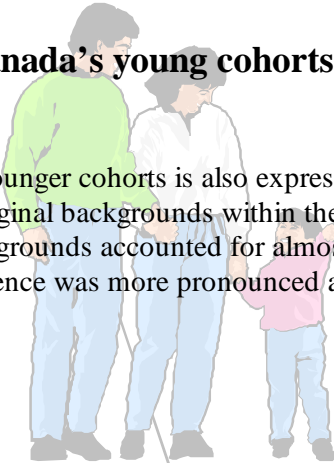 nada's young cohorts
ounger cohorts is also expres
ginal backgrounds within the
grounds accounted for almos
ence was more pronounced a